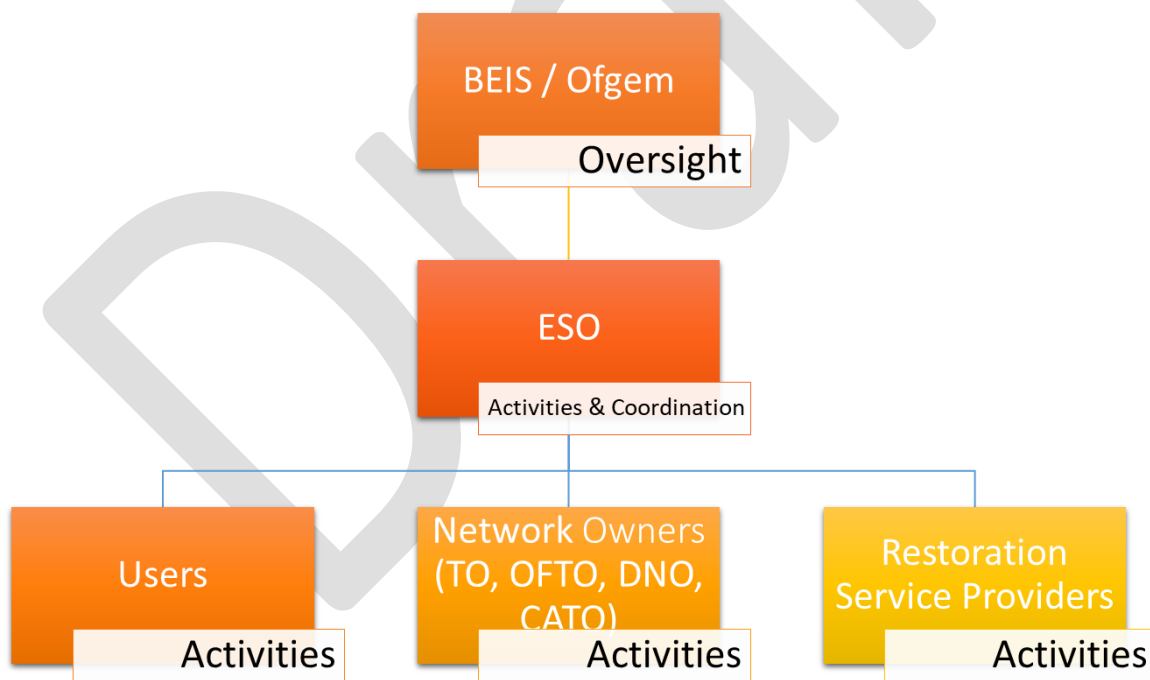 BEIS / Ofgem
Oversight
ESO
Activities & Coordination
Users
Activities
Network Owners
(TO, OFTO, DNO,
CATO)
Activities
Restoration
Service Providers
Activities